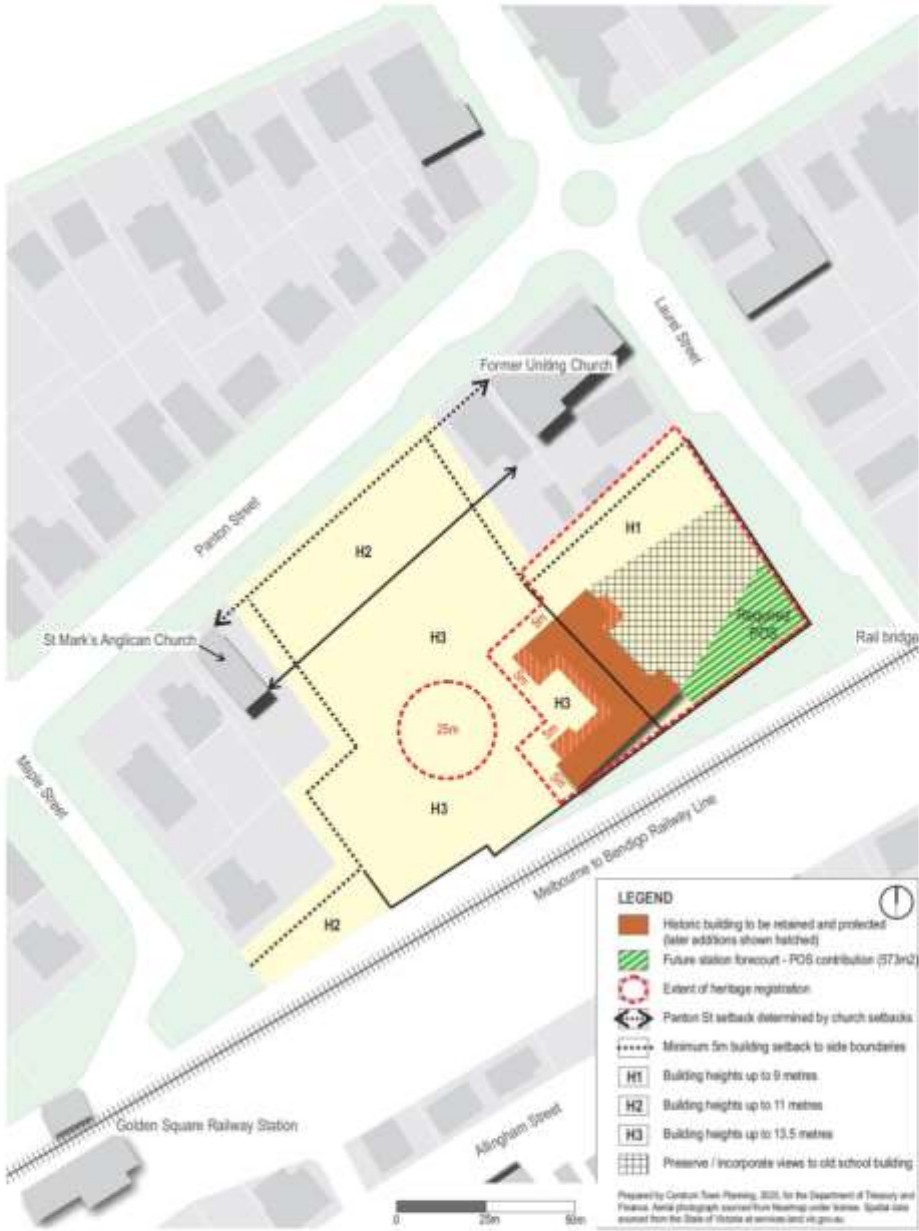 Laurel Street
Former Uniting Church
Panton Street
H2
H1
St Mark's Anglican Church
H3
5m
5m
H3
5m
5m
25m
Required
POS
Rail bridge
Maple Street
H3
Melbourne to Bendigo Railway Line
H2
Golden Square Railway Station
Allingham Street
0
25m
50m
LEGEND
Historic building to be retained and protected
(later additions shown hatched)
Future station forecourt - POS contribution (573m2)
Extent of heritage registration
Panton St setback determined by church setbacks
Minimum 5m building setback to side boundaries
H1 Building heights up to 9 metres
H2 Building heights up to 11 metres
H3 Building heights up to 13.5 metres
Preserve / incorporate views to old school building
Town Planning, 2020, for the Department of Treasury and
Finance. Aerial photograph sourced from Nearmap under license. Spatial data
sourced from the State of Victoria at services.land.vic.gov.au